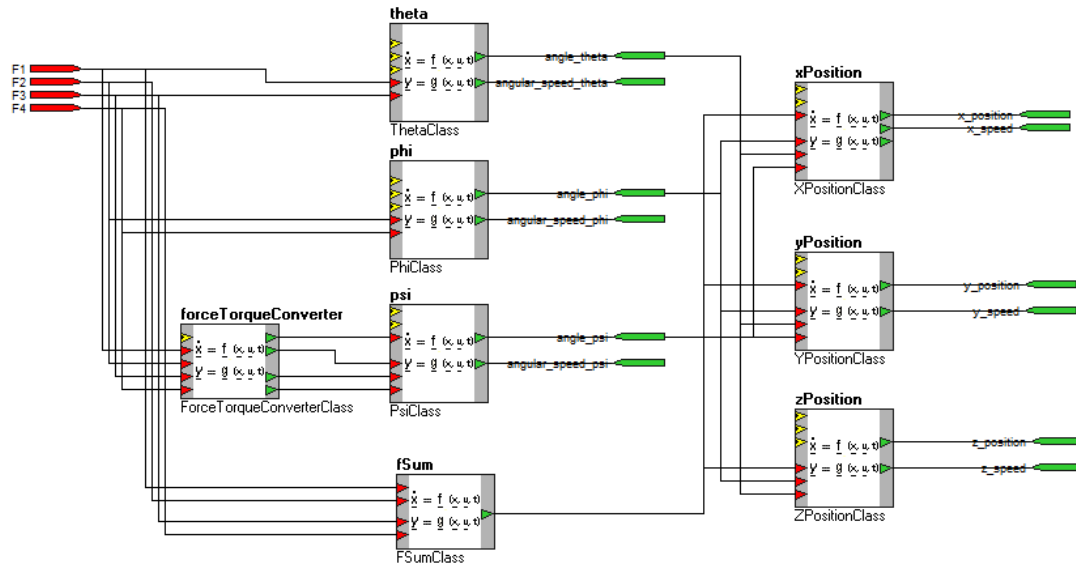 theta
F1
F2
F3
F4
ẋ = f (x, u, t)
y = g (x, u, t)
ThetaClass
angle_theta
angular_speed_theta
phi
ẋ = f (x, u, t)
y = g (x, u, t)
PhiClass
angle_phi
angular_speed_phi
psi
ẋ = f (x, u, t)
y = g (x, u, t)
PsiClass
angle_psi
angular_speed_psi
forceTorqueConverter
ẋ = f (x, u, t)
y = g (x, u, t)
ForceTorqueConverterClass
fSum
ẋ = f (x, u, t)
y = g (x, u, t)
FSumClass
xPosition
ẋ = f (x, u, t)
y = g (x, u, t)
XPositionClass
x_position
x_speed
yPosition
ẋ = f (x, u, t)
y = g (x, u, t)
YPositionClass
y_position
y_speed
zPosition
ẋ = f (x, u, t)
y = g (x, u, t)
ZPositionClass
z_position
z_speed